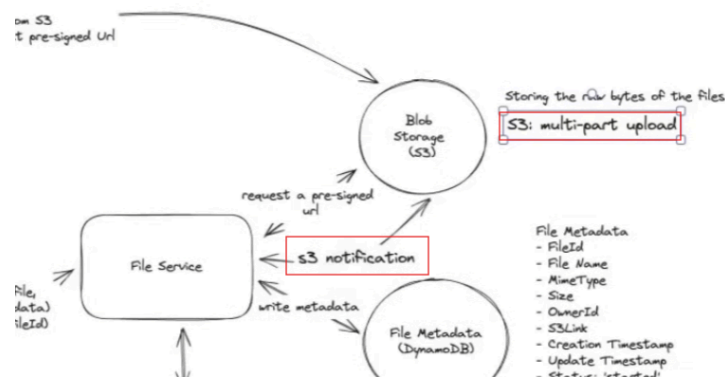 om S3
t pre-signed Url
Storing the raw bytes of the files
S3: multi-part upload
Blob
Storage
(S3)
request a pre-signed
url
s3 notification
File Service
write metadata
File Metadata
(DynamoDB)
File,
data)
ileId)
File Metadata
- FileId
- File Name
- MimeType
- Size
- OwnerId
- S3Link
- Creation Timestamp
- Update Timestamp
- Status: 'started'